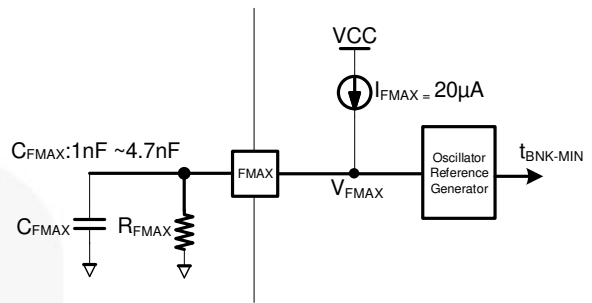 VCC
IFMAX = 20µA
CFMAX:1nF ~4.7nF
FMAX
VFMAX
Oscillator
Reference
Generator
tBNK-MIN
CFMAX
RFMAX